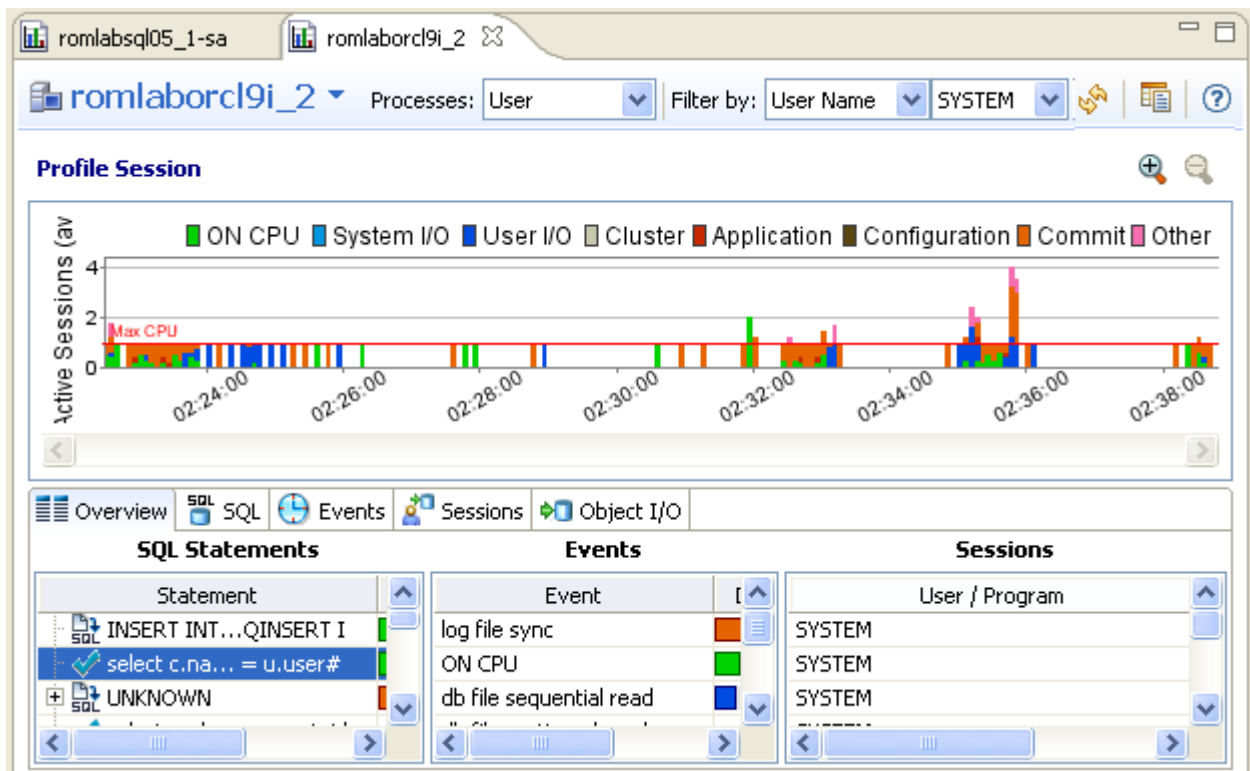 romlabsql05_1-sa romlaborcl9i_2
romlaborcl9i_2 Processes: User Filter by: User Name SYSTEM
Profile Session
ON CPU System I/O User I/O Cluster Application Configuration Commit Other
Active Sessions (av
4
2
0
Max CPU
02:24:00 02:26:00 02:28:00 02:30:00 02:32:00 02:34:00 02:36:00 02:38:00
Overview SQL Events Sessions Object I/O
SQL Statements Events Sessions
Statement Event User / Program
INSERT INT...QINSERT I log file sync SYSTEM
select c.na... = u.user# ON CPU SYSTEM
UNKNOWN db file sequential read SYSTEM